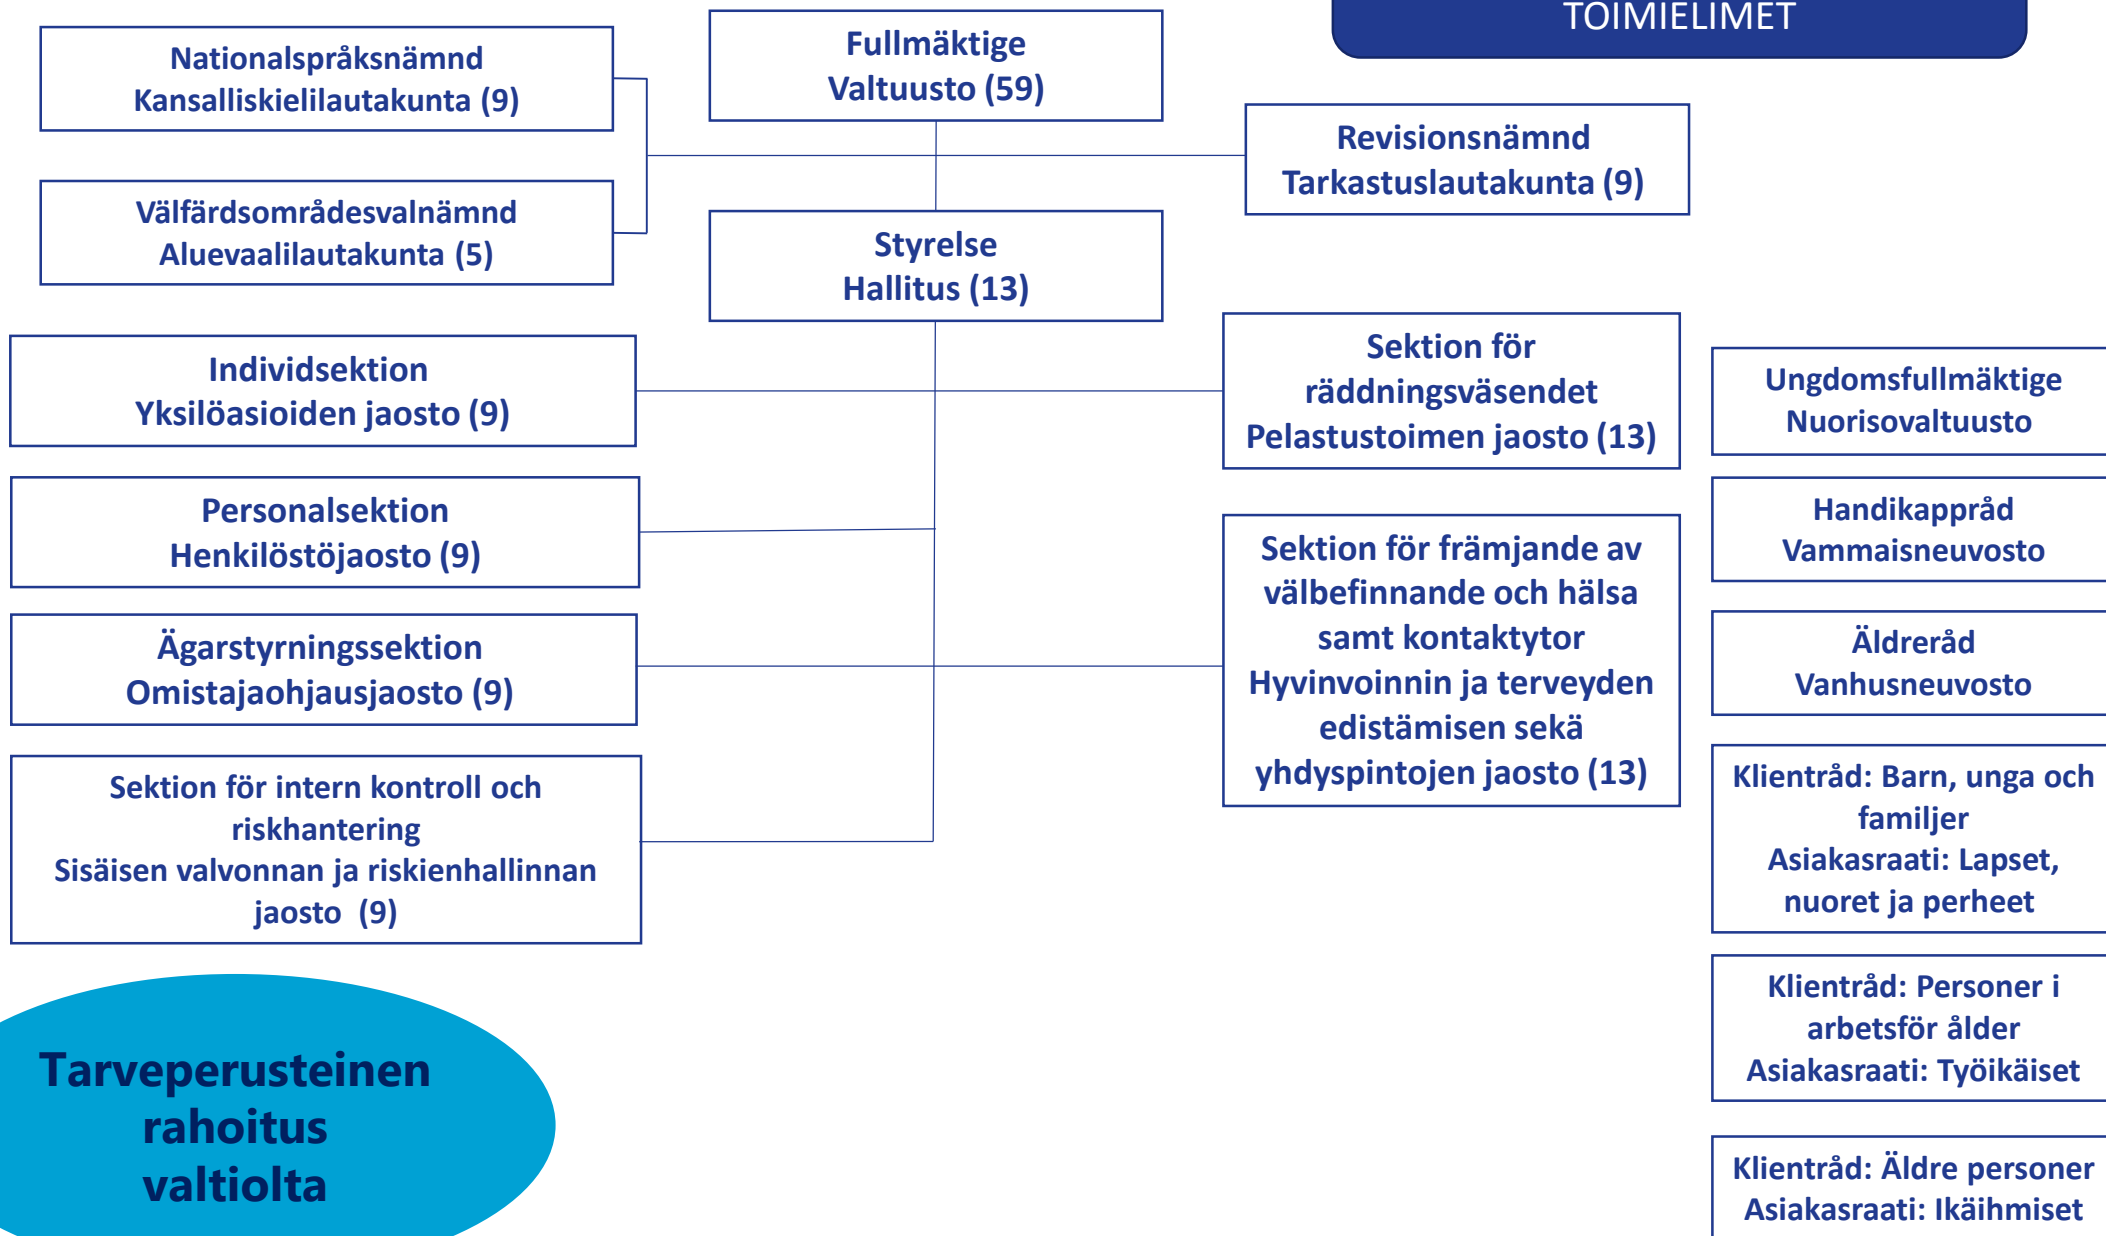 TOIMIELIMET
Nationalspråksnämnd
Kansalliskielilautakunta (9)
Fullmäktige
Valtuusto (59)
Revisionsnämnd
Tarkastuslautakunta (9)
Välfärdsområdesvalnämnd
Aluevaalilautakunta (5)
Styrelse
Hallitus (13)
Individsektion
Yksilöasioiden jaosto (9)
Sektion för
räddningsväsendet
Pelastustoimen jaosto (13)
Personalsektion
Henkilöstöjaosto (9)
Ägarstyrningssektion
Omistajaohjausjaosto (9)
Sektion för främjande av
välbefinnande och hälsa
samt kontaktytor
Hyvinvoinnin ja terveyden
edistämisen sekä
yhdyspintojen jaosto (13)
Sektion för intern kontroll och
riskhantering
Sisäisen valvonnan ja riskienhallinnan
jaosto (9)
Ungdomsfullmäktige
Nuorisovaltuusto
Handikappråd
Vammaisneuvosto
Äldreråd
Vanhusneuvosto
Klientråd: Barn, unga och
familjer
Asiakasraati: Lapset,
nuoret ja perheet
Klientråd: Personer i
arbetsför ålder
Asiakasraati: Työikäiset
Klientråd: Äldre personer
Asiakasraati: Ikäihmiset
Tarveperusteinen
rahoitus
valtiolta